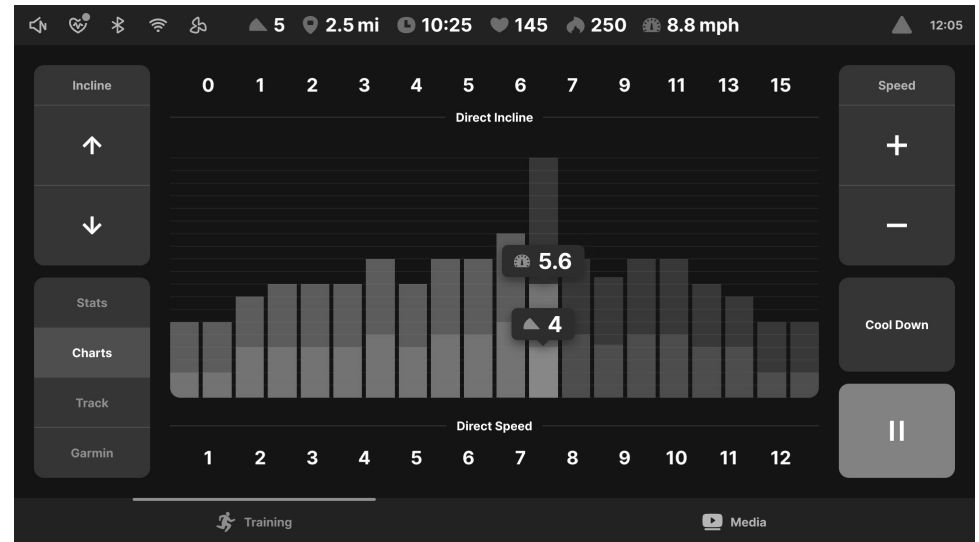 5 2.5 mi 10:25 145 250 8.8 mph 12:05
Incline
0 1 2 3 4 5 6 7 9 11 13 15
Speed
Direct Incline
5.6
4
Stats
Charts
Track
Garmin
Cool Down
Direct Speed
1 2 3 4 5 6 7 8 9 10 11 12
Training
Media